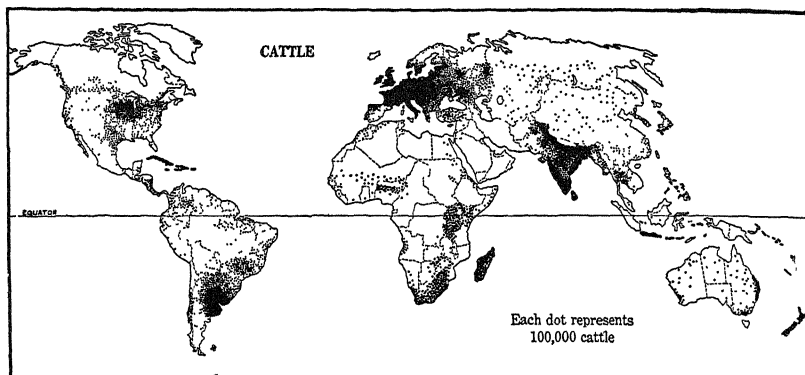 CATTLE
EQUATOR
Each dot represents
100,000 cattle